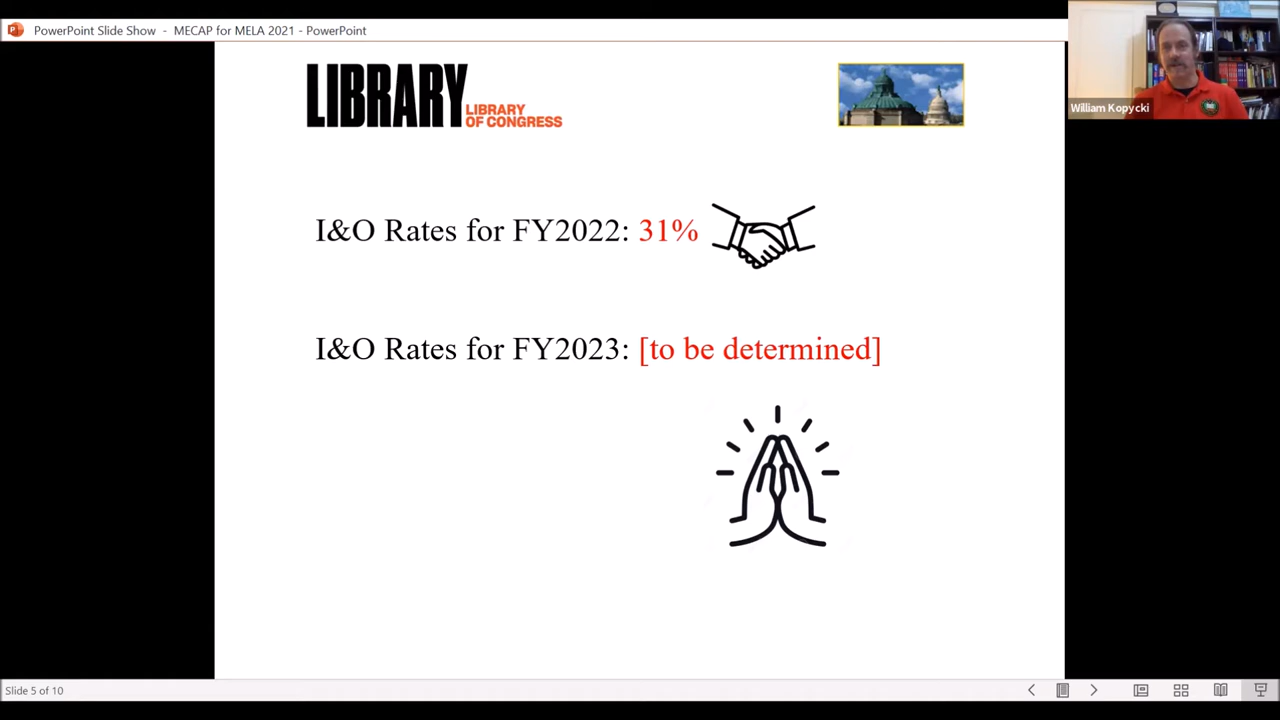 PowerPoint Slide Show - MECAP for MELA 2021 - PowerPoint
LIBRARY
LIBRARY
OF CONGRESS
William Kopycki
I&O Rates for FY2022: 31%
I&O Rates for FY2023: [to be determined]
Slide 5 of 10